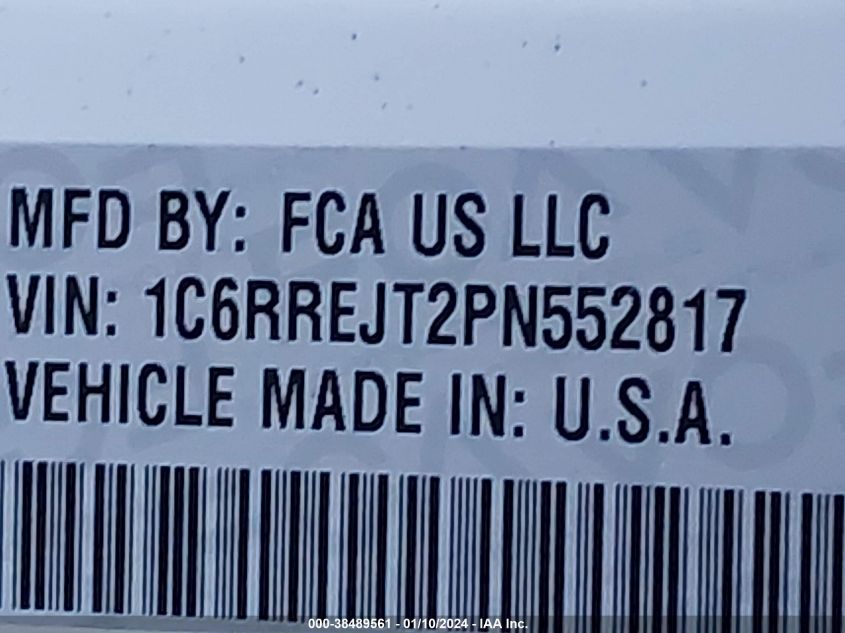 MFD BY: FCA US LLC
VIN: 1C6RREJT2PN552817
VEHICLE MADE IN: U.S.A.
000-38489561 - 01/10/2024 - IAA Inc.